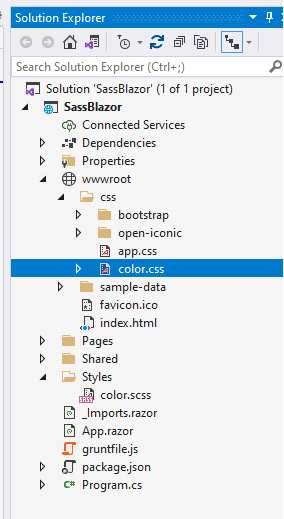 Solution Explorer
Search Solution Explorer (Ctrl+;)
Solution 'SassBlazor' (1 of 1 project)
SassBlazor
Connected Services
Dependencies
Properties
wwwroot
css
bootstrap
open-iconic
app.css
color.css
sample-data
favicon.ico
index.html
Pages
Shared
Styles
color.scss
_Imports.razor
App.razor
gruntfile.js
package.json
C# Program.cs